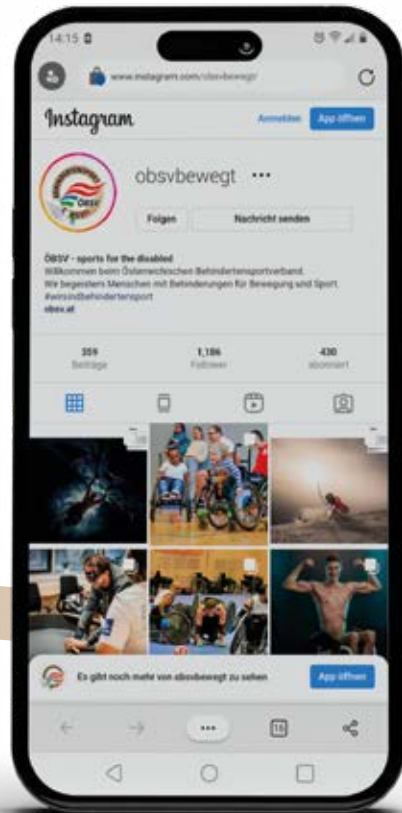 14:15
www.instagram.com/obsvbewegt/
Instagram
Anmelden
App öffnen
ÖBSV
obsvbewegt •••
Folgen
Nachricht senden
ÖBSV - sports for the disabled
Willkommen beim Österreichischen Behindertensportverband.
Wir begeistern Menschen mit Behinderungen für Bewegung und Sport.
#wirsindbehindertensport
obsv.at
359
Beiträge
1,186
Follower
430
abonniert
Es gibt noch mehr von obsvbewegt zu sehen
App öffnen
16